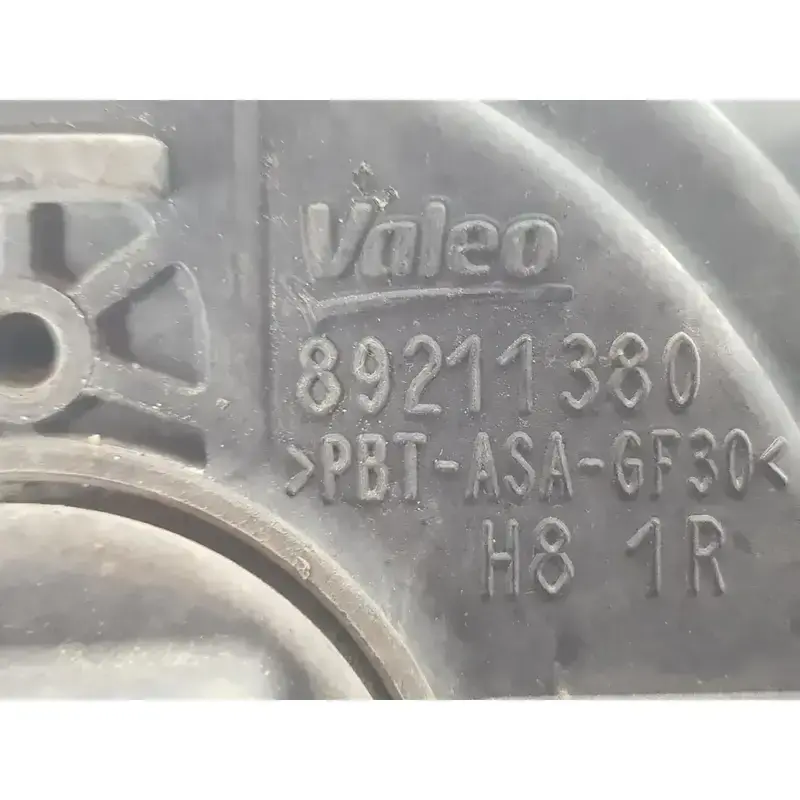 Valeo
89211380
>PBT-ASA-GF30<
H8 1R